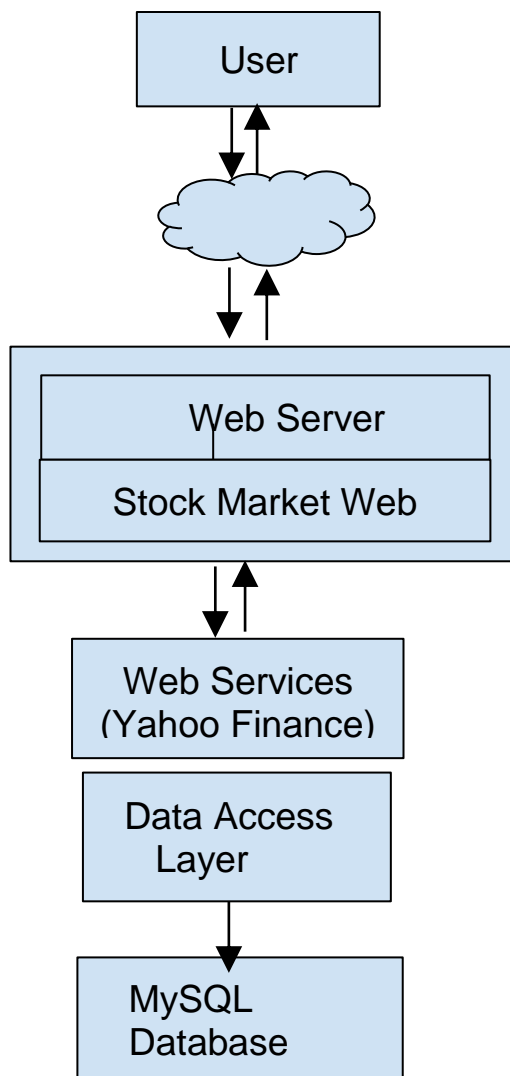 User
Web Server
Stock Market Web
Web Services
(Yahoo Finance)
Data Access
Layer
MySQL
Database